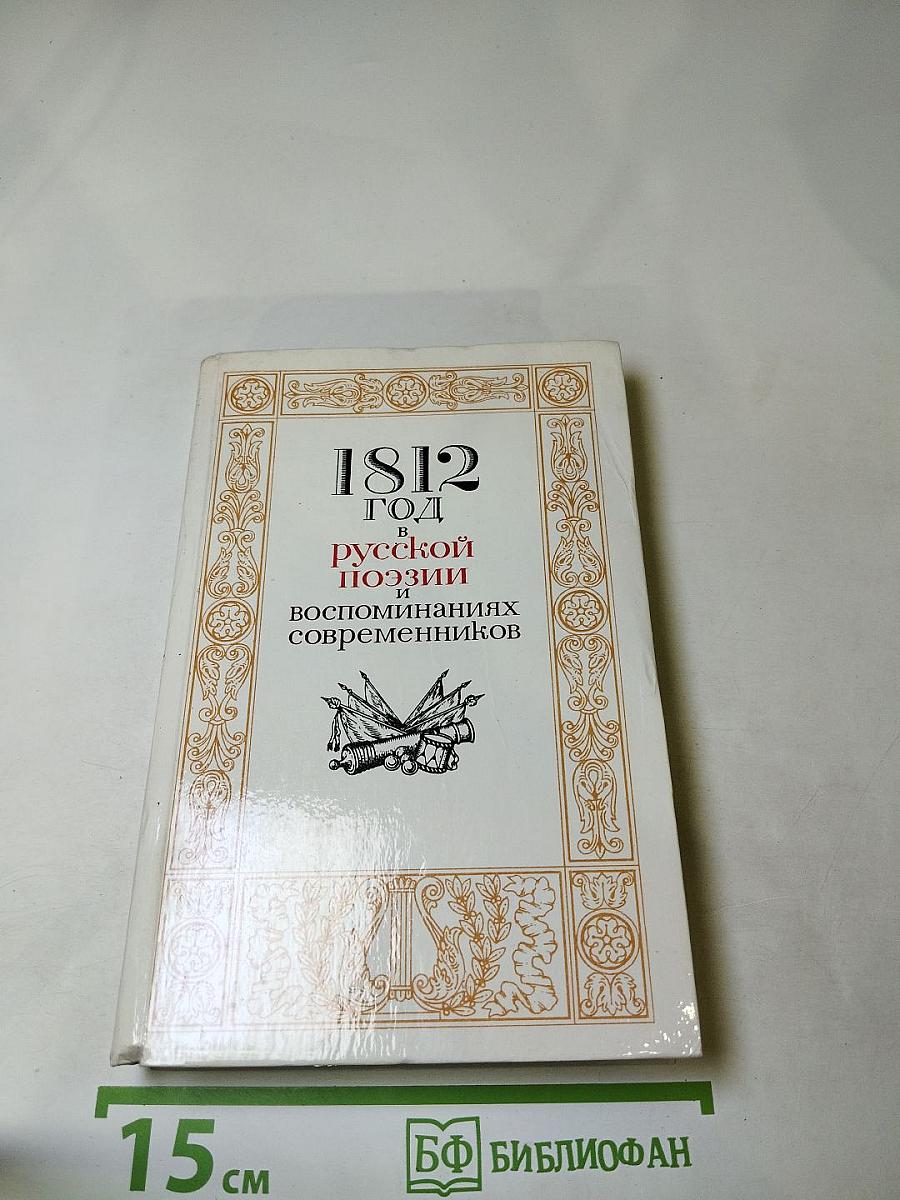 1812
год
в
русской
поэзии
и
воспоминаниях
современников
15 см
БФ БИБЛИОФАН